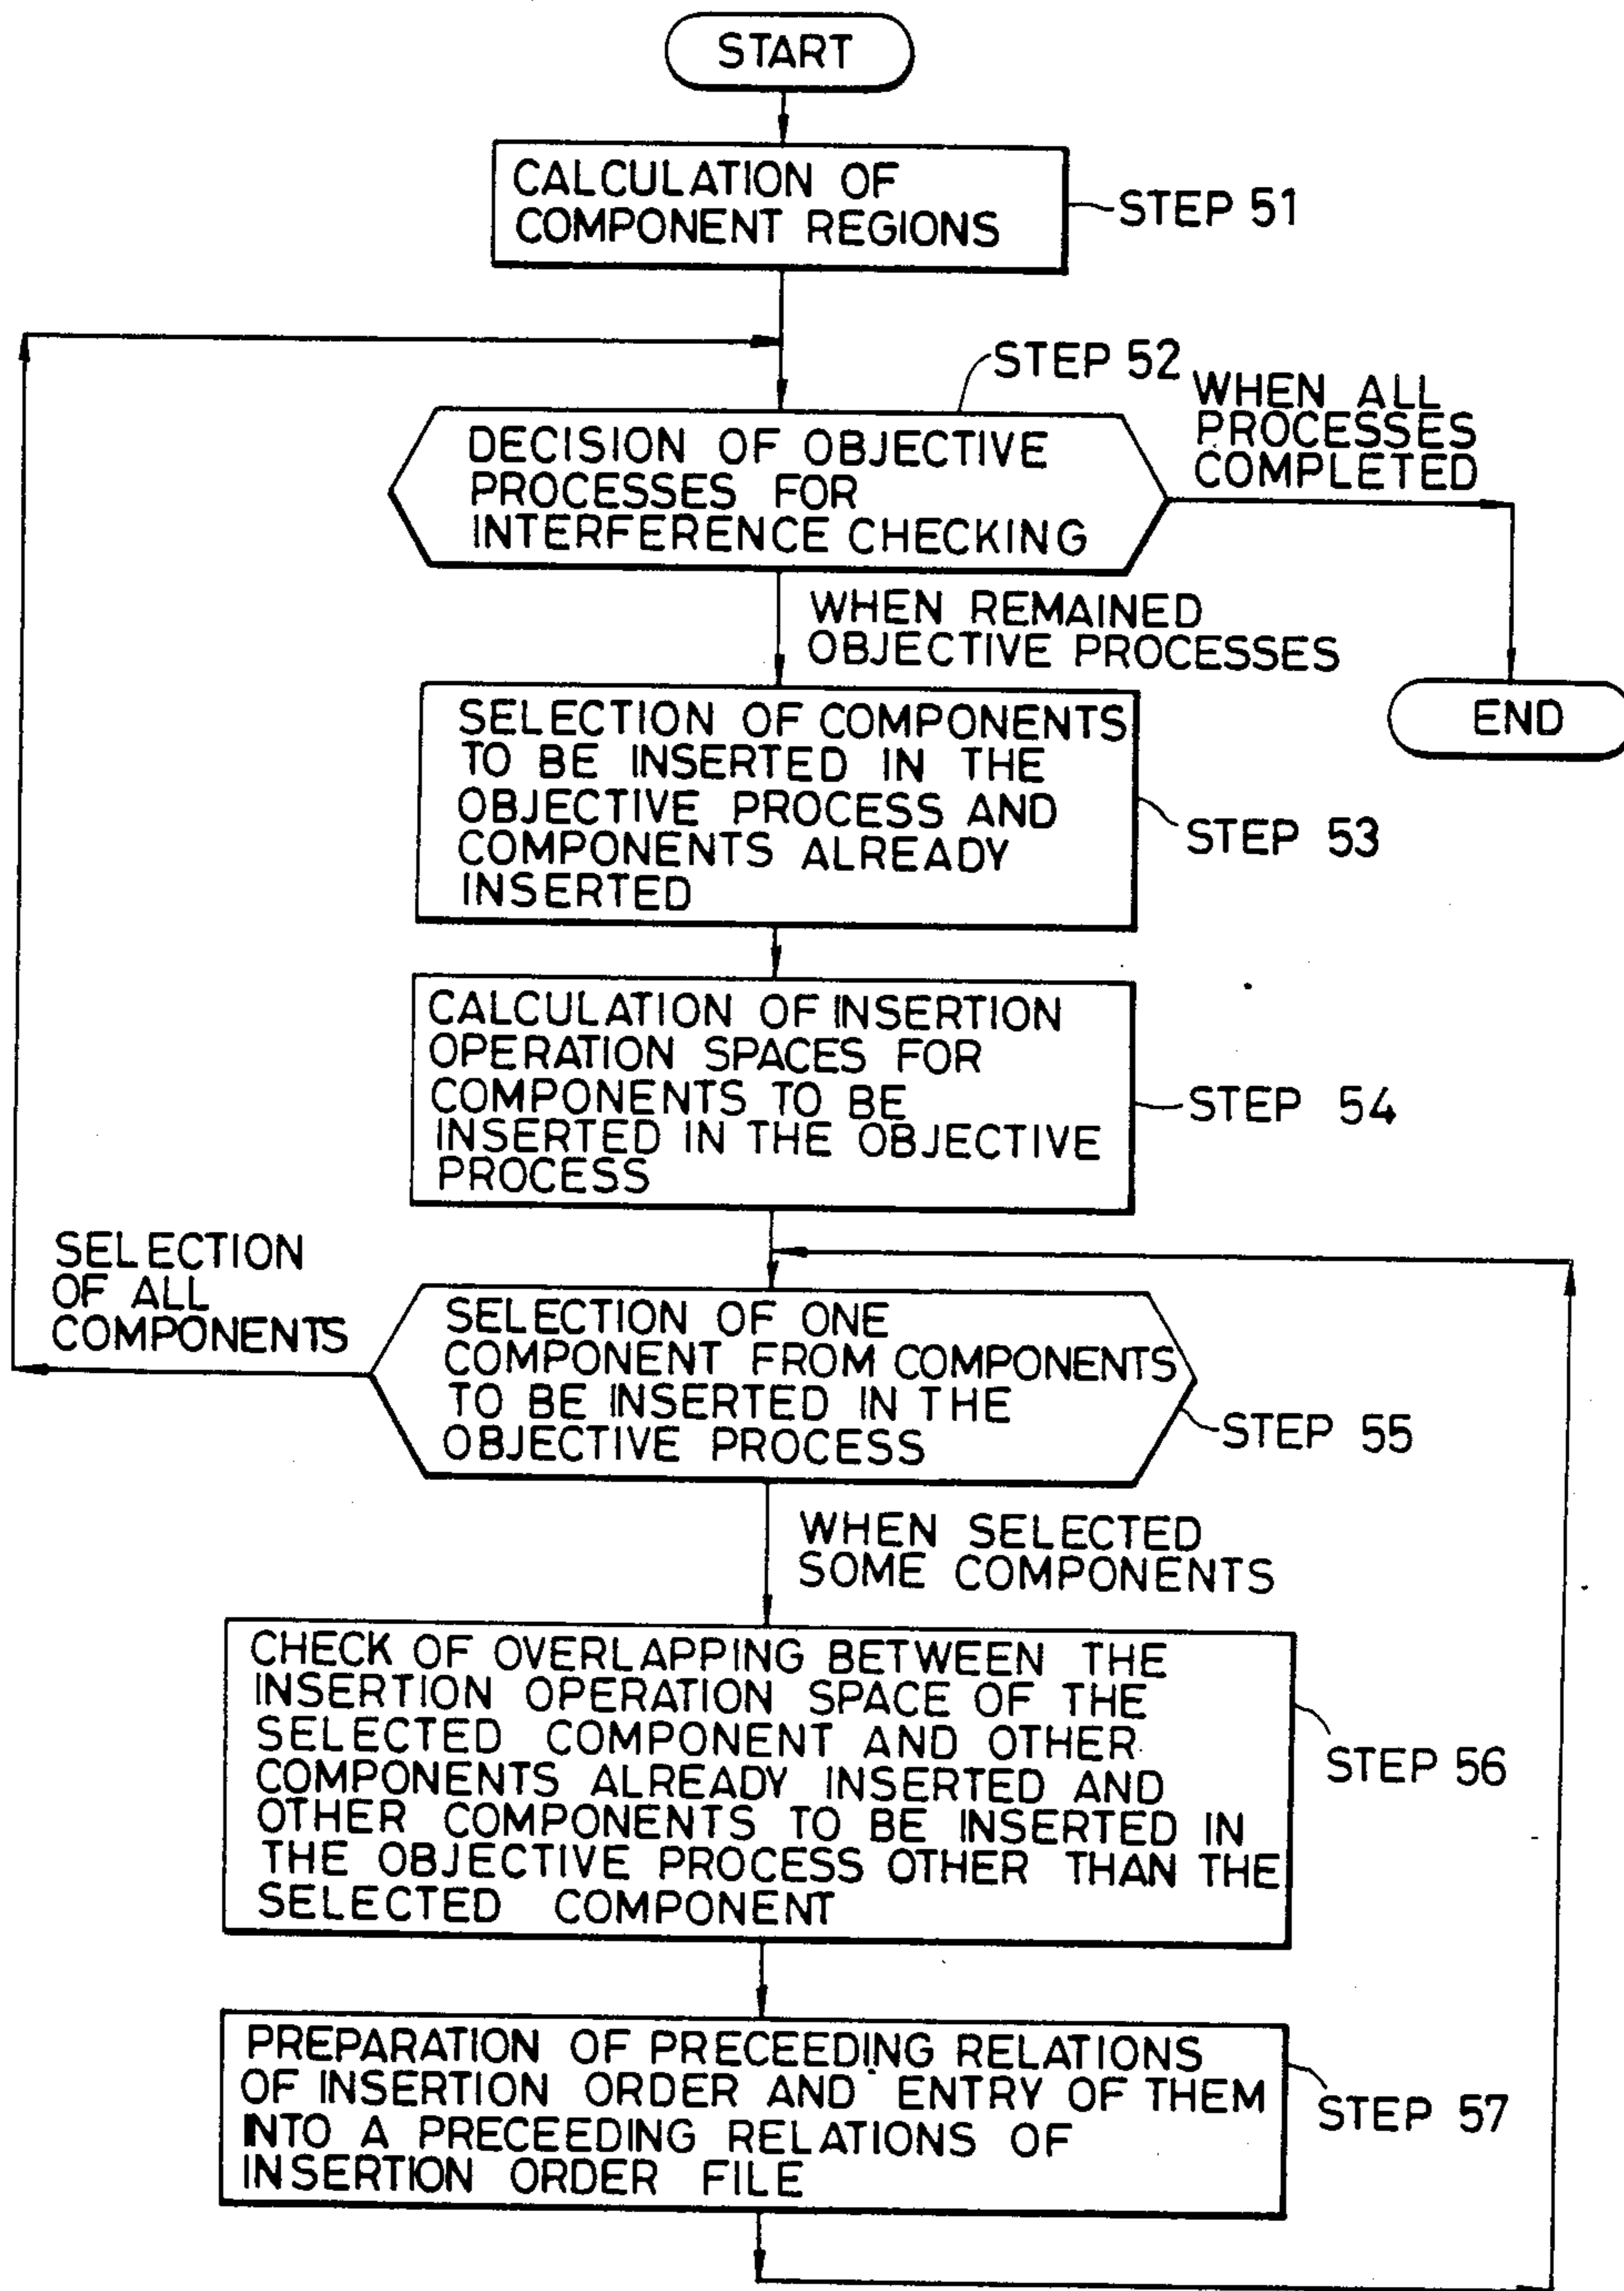 START
CALCULATION OF
COMPONENT REGIONS
STEP 51
STEP 52
WHEN ALL
PROCESSES
COMPLETED
DECISION OF OBJECTIVE
PROCESSES FOR
INTERFERENCE CHECKING
WHEN REMAINED
OBJECTIVE PROCESSES
END
SELECTION OF COMPONENTS
TO BE INSERTED IN THE
OBJECTIVE PROCESS AND
COMPONENTS ALREADY
INSERTED
STEP 53
CALCULATION OF INSERTION
OPERATION SPACES FOR
COMPONENTS TO BE
INSERTED IN THE OBJECTIVE
PROCESS
STEP 54
SELECTION
OF ALL
COMPONENTS
SELECTION OF ONE
COMPONENT FROM COMPONENTS
TO BE INSERTED IN THE
OBJECTIVE PROCESS
STEP 55
WHEN SELECTED
SOME COMPONENTS
CHECK OF OVERLAPPING BETWEEN THE
INSERTION OPERATION SPACE OF THE
SELECTED COMPONENT AND OTHER
COMPONENTS ALREADY INSERTED AND
OTHER COMPONENTS TO BE INSERTED IN
THE OBJECTIVE PROCESS OTHER THAN THE
SELECTED COMPONENT
STEP 56
PREPARATION OF PRECEEDING RELATIONS
OF INSERTION ORDER AND ENTRY OF THEM
INTO A PRECEEDING RELATIONS OF
INSERTION ORDER FILE
STEP 57